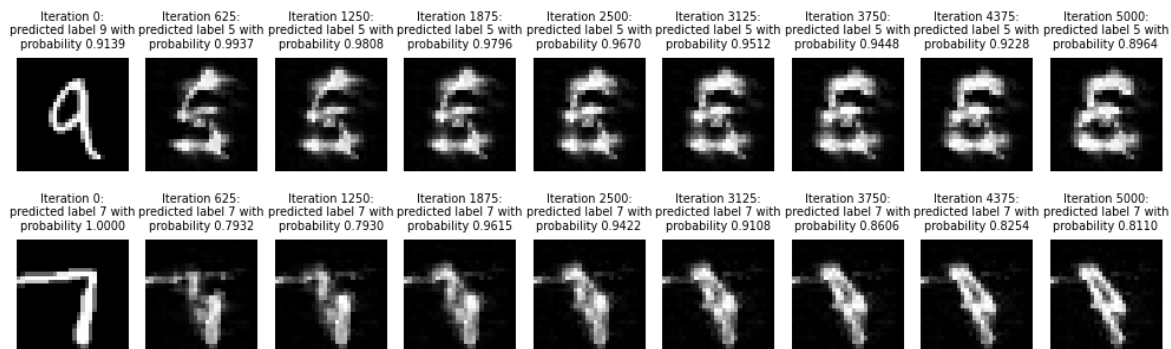 Iteration 0:
predicted label 9 with
probability 0.9139
Iteration 625:
predicted label 5 with
probability 0.9937
Iteration 1250:
predicted label 5 with
probability 0.9808
Iteration 1875:
predicted label 5 with
probability 0.9796
Iteration 2500:
predicted label 5 with
probability 0.9670
Iteration 3125:
predicted label 5 with
probability 0.9512
Iteration 3750:
predicted label 5 with
probability 0.9448
Iteration 4375:
predicted label 5 with
probability 0.9228
Iteration 5000:
predicted label 5 with
probability 0.8964
9
Iteration 0:
predicted label 7 with
probability 1.0000
Iteration 625:
predicted label 7 with
probability 0.7932
Iteration 1250:
predicted label 7 with
probability 0.7930
Iteration 1875:
predicted label 7 with
probability 0.9615
Iteration 2500:
predicted label 7 with
probability 0.9422
Iteration 3125:
predicted label 7 with
probability 0.9108
Iteration 3750:
predicted label 7 with
probability 0.8606
Iteration 4375:
predicted label 7 with
probability 0.8254
Iteration 5000:
predicted label 7 with
probability 0.8110
7